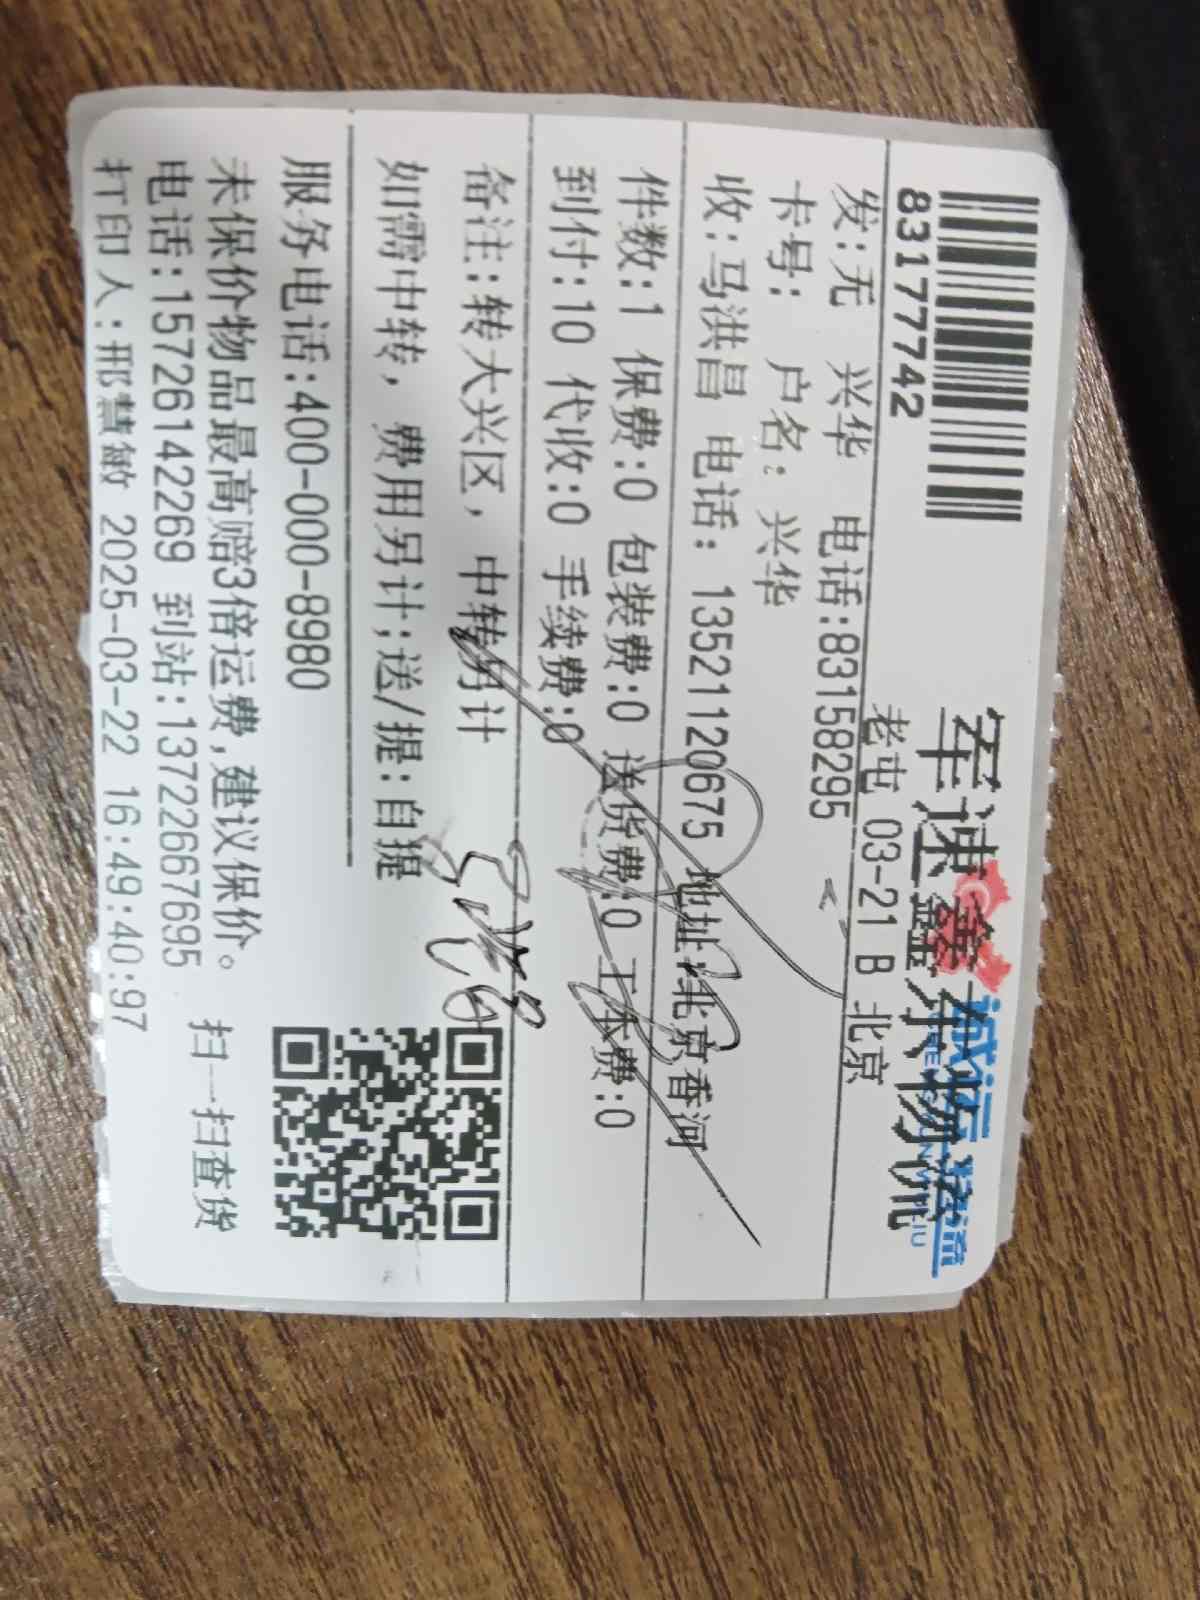 军速鑫东物流
83177742
老屯 03-21 B 北京
发:无 兴华 电话:83158295
卡号: 户名: 兴华
收:马洪昌 电话: 13521120675 地址:北京香河
件数:1 保费:0 包装费:0 送货费:0 工本费:0
到付:10 代收:0 手续费:0
备注:转大兴区, 中转另计
如需中转, 费用另计;送/提: 自提
服务电话:400-000-8980
未保价物品最高赔3倍运费,建议保价。
电话:15726142269 到站:13722667695
扫一扫查货
打印人:邢慧敏 2025-03-22 16:49:40:97